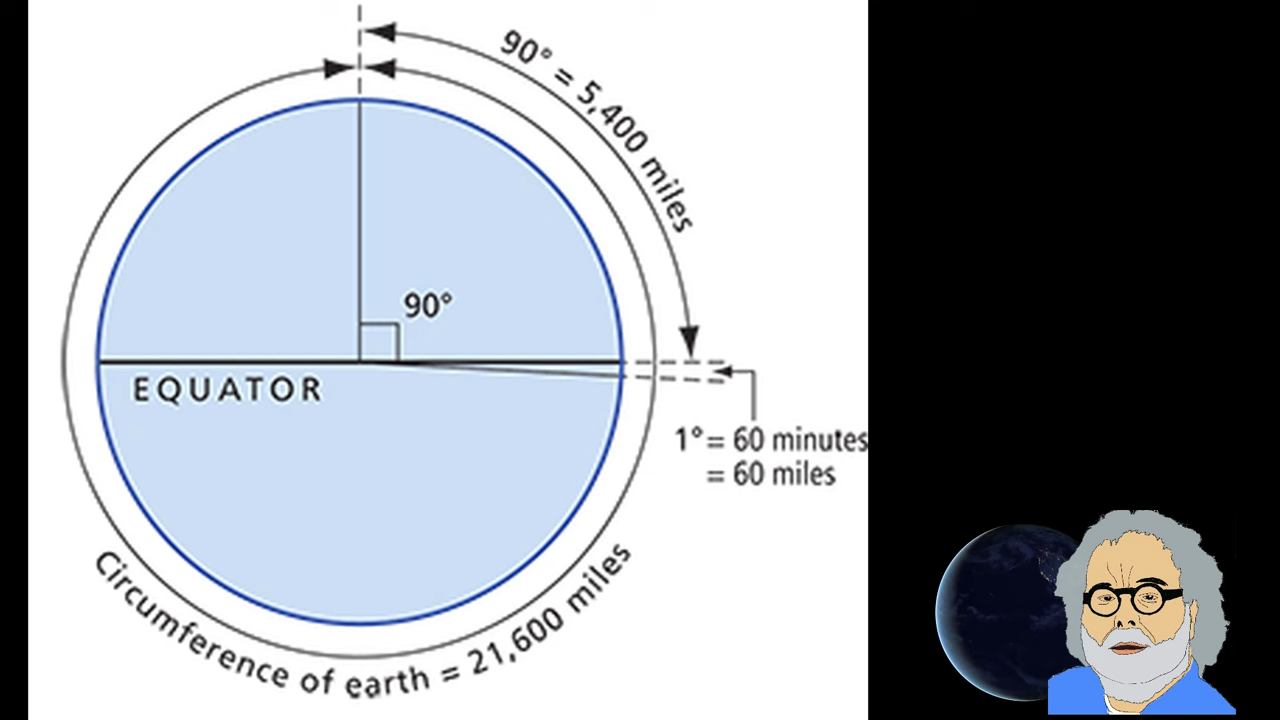 90° = 5,400 miles
90°
EQUATOR
1° = 60 minutes
= 60 miles
Circumference of earth = 21,600 miles